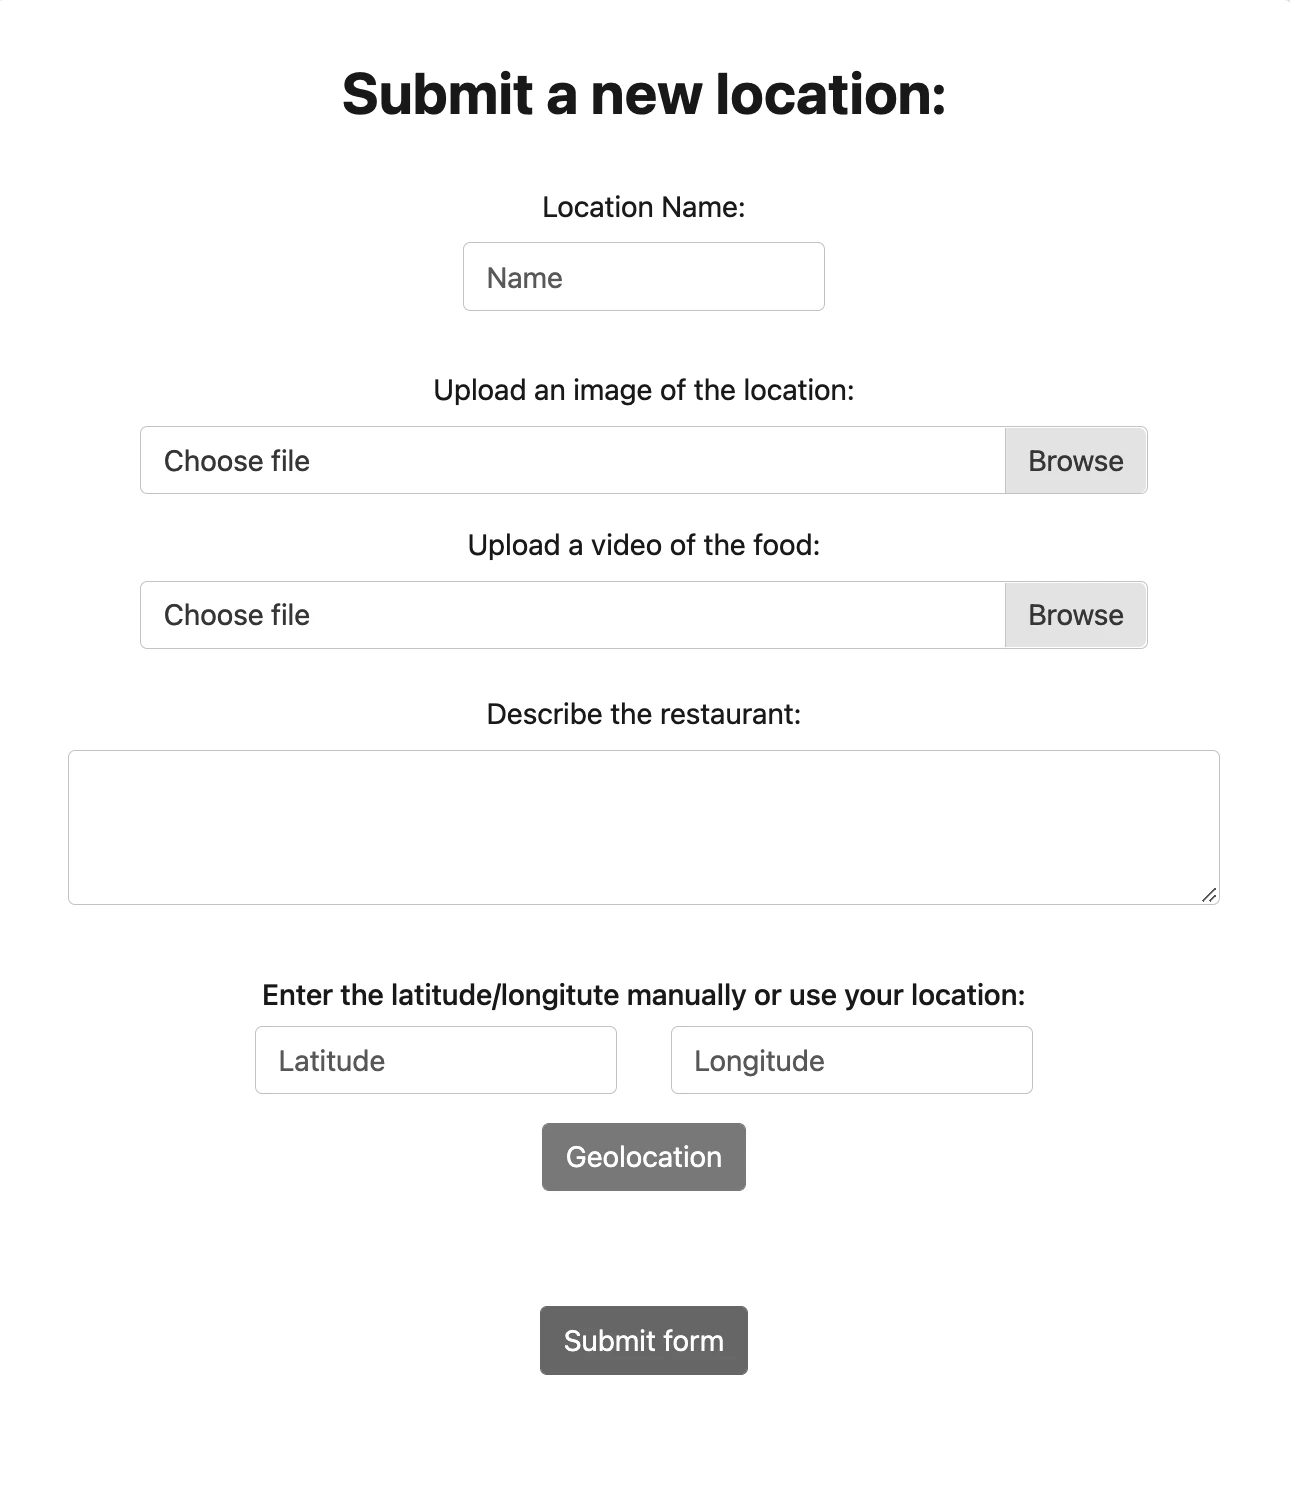 Submit a new location:
Location Name:
Name
Upload an image of the location:
Choose file Browse
Upload a video of the food:
Choose file Browse
Describe the restaurant:
Enter the latitude/longitute manually or use your location:
Latitude Longitude
Geolocation
Submit form